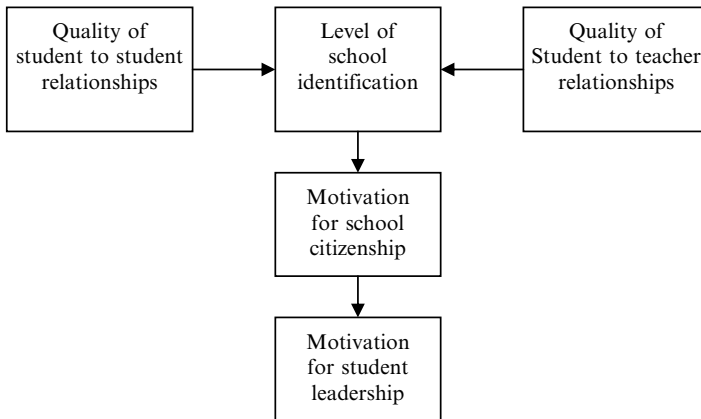 Quality of
student to student
relationships
Level of
school
identification
Quality of
Student to teacher
relationships
Motivation
for school
citizenship
Motivation
for student
leadership